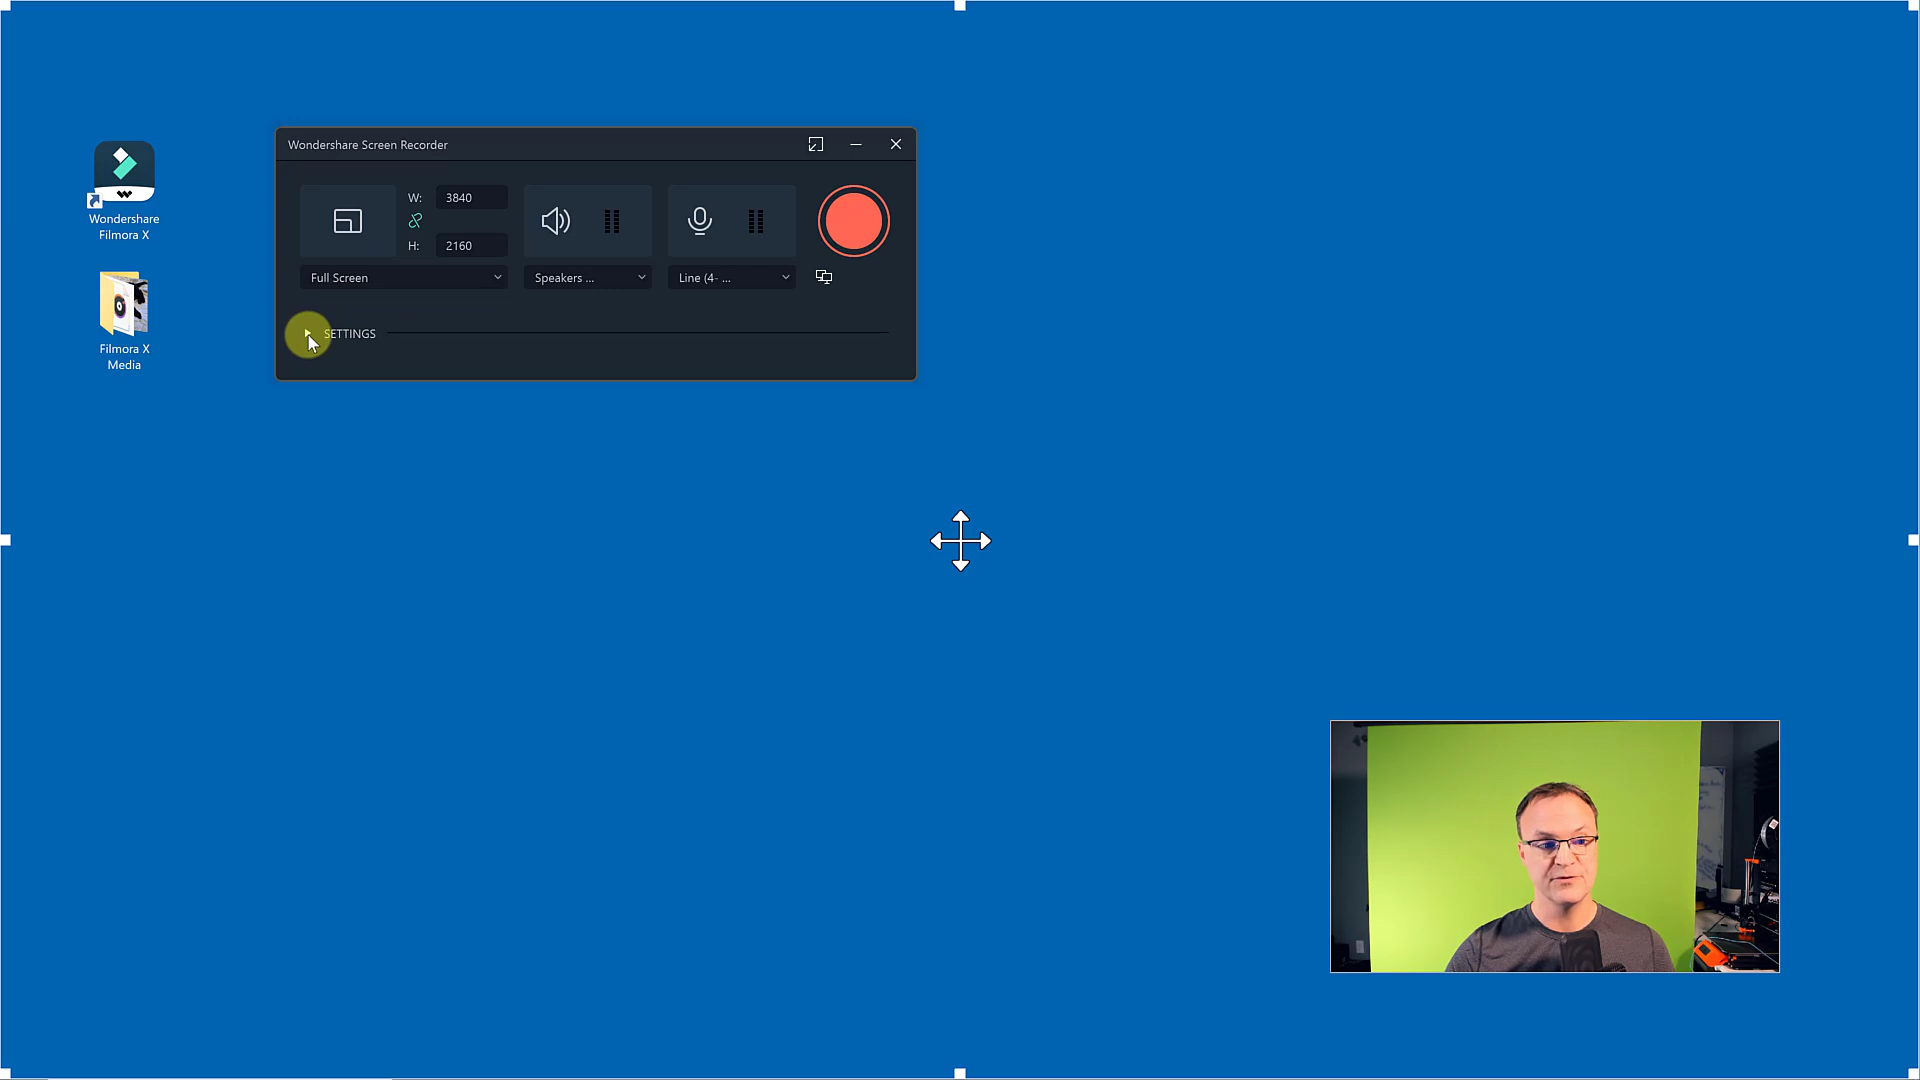 Wondershare Screen Recorder
W: 3840
H: 2160
Full Screen
Speakers ...
Line (4- ...
SETTINGS
Wondershare
Filmora X
Filmora X
Media